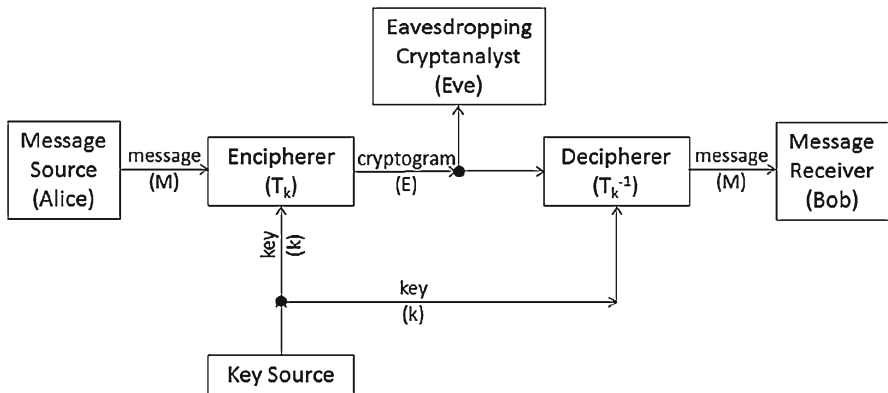 Eavesdropping
Cryptanalyst
(Eve)
Message
Source
(Alice)
message
(M)
Encipherer
(Tk)
cryptogram
(E)
Decipherer
(Tk-1)
message
(M)
Message
Receiver
(Bob)
key
(k)
key
(k)
Key Source